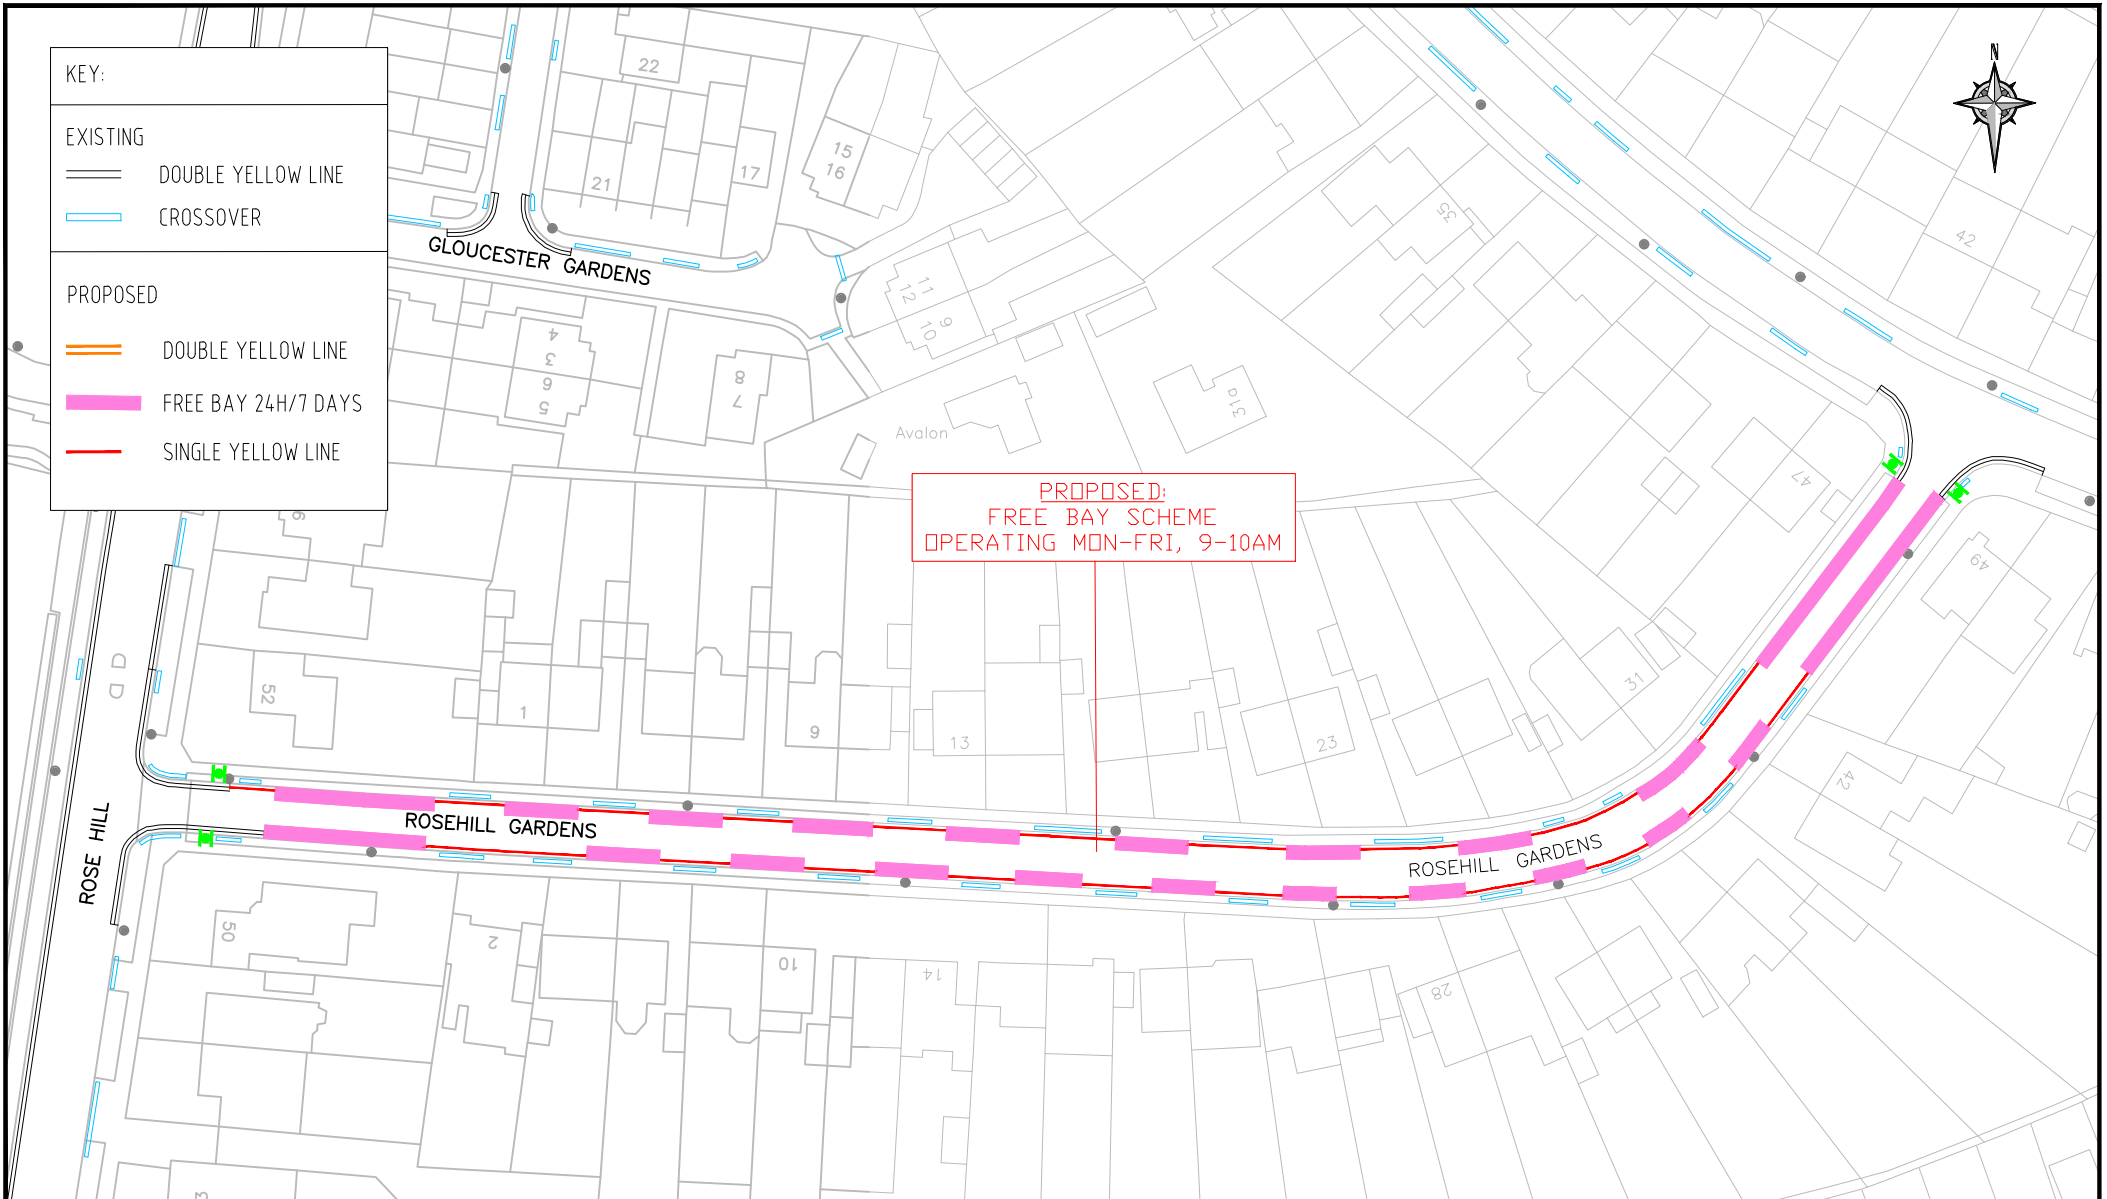 KEY:
EXISTING
DOUBLE YELLOW LINE
CROSSOVER
PROPOSED
DOUBLE YELLOW LINE
FREE BAY 24H/7 DAYS
SINGLE YELLOW LINE
N
22
21
17
15
16
GLOUCESTER GARDENS
11
12
9
10
35
42
4
3
6
5
8
7
Avalon
31a
47
49
PROPOSED:
FREE BAY SCHEME
OPERATING MON-FRI, 9-10AM
52
1
9
13
23
31
42
ROSE HILL
ROSEHILL GARDENS
ROSEHILL GARDENS
50
2
10
14
28